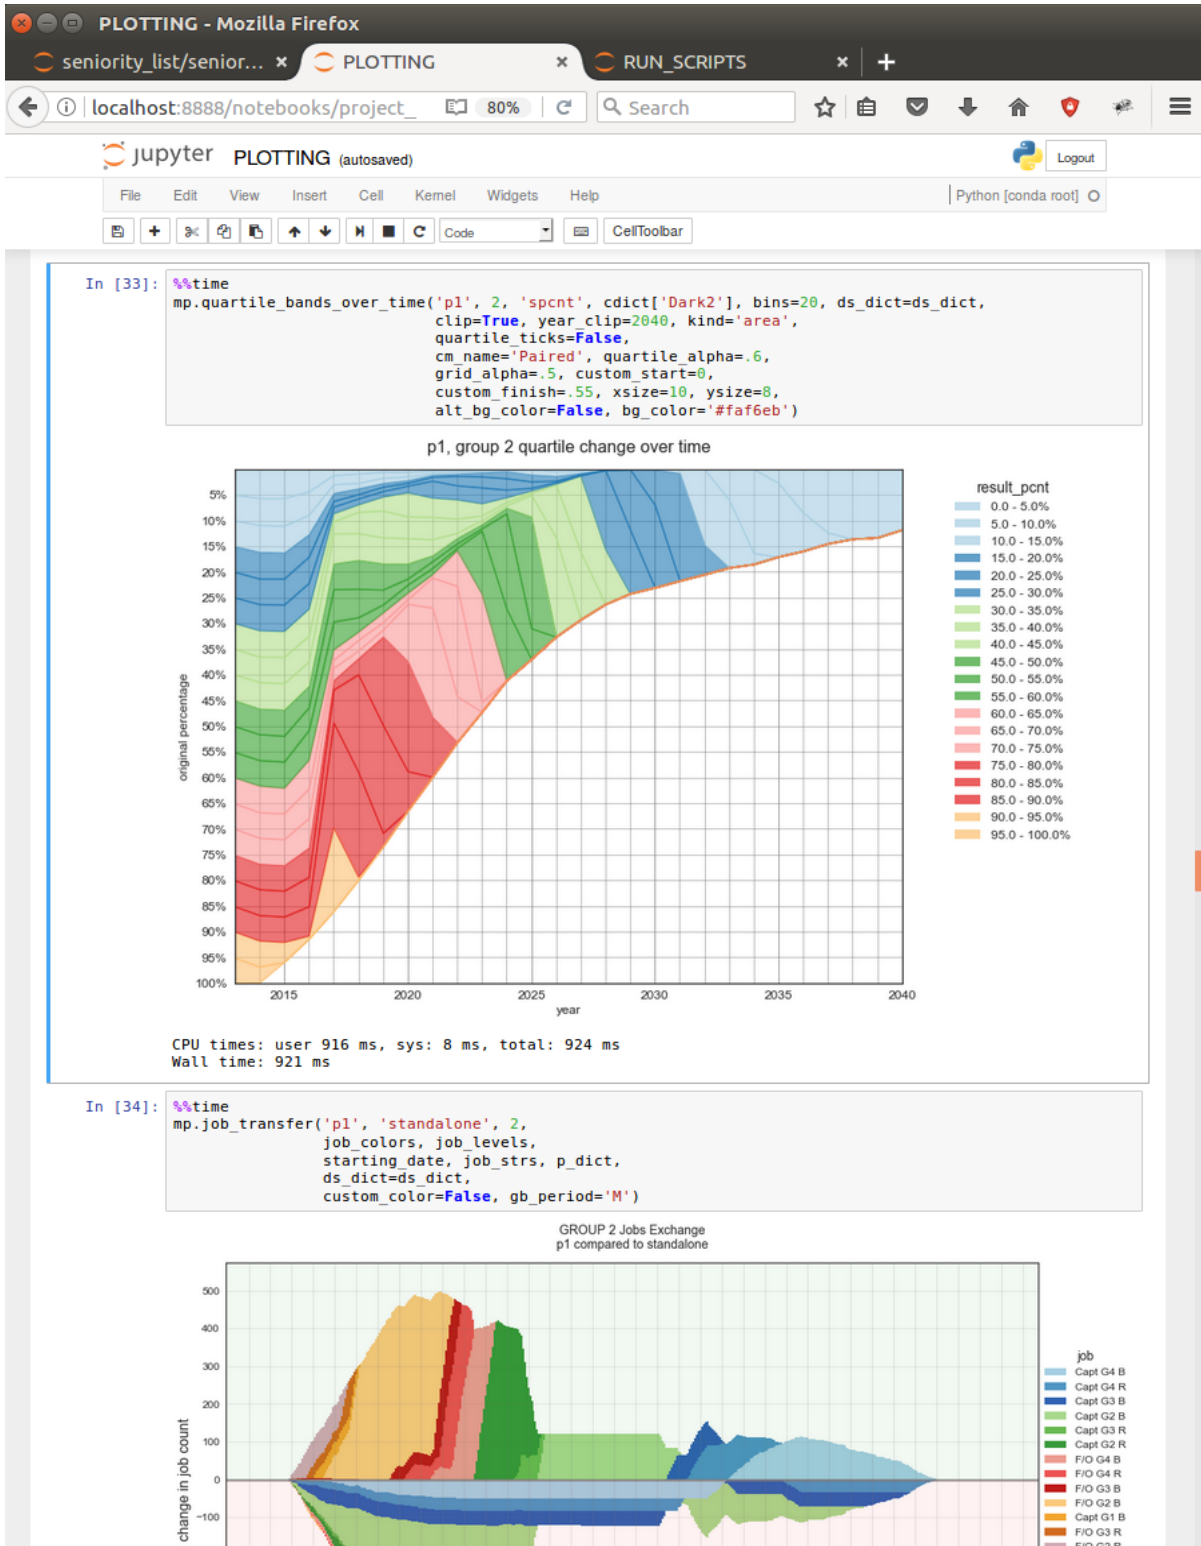 PLOTTING - Mozilla Firefox
seniority_list/senior... × PLOTTING × RUN_SCRIPTS × +
localhost:8888/notebooks/project_ 80% Search
jupyter PLOTTING (autosaved) Logout
File Edit View Insert Cell Kernel Widgets Help Python [conda root]
Code CellToolbar
In [33]: %%time
mp.quartile_bands_over_time('p1', 2, 'spcnt', cdict['Dark2'], bins=20, ds_dict=ds_dict,
clip=True, year_clip=2040, kind='area',
quartile_ticks=False,
cm_name='Paired', quartile_alpha=.6,
grid_alpha=.5, custom_start=0,
custom_finish=.55, xsize=10, ysize=8,
alt_bg_color=False, bg_color='#faf6eb')
p1, group 2 quartile change over time
original percentage
5%
10%
15%
20%
25%
30%
35%
40%
45%
50%
55%
60%
65%
70%
75%
80%
85%
90%
95%
100%
2015 2020 2025 2030 2035 2040
year
result_pcnt
0.0 - 5.0%
5.0 - 10.0%
10.0 - 15.0%
15.0 - 20.0%
20.0 - 25.0%
25.0 - 30.0%
30.0 - 35.0%
35.0 - 40.0%
40.0 - 45.0%
45.0 - 50.0%
50.0 - 55.0%
55.0 - 60.0%
60.0 - 65.0%
65.0 - 70.0%
70.0 - 75.0%
75.0 - 80.0%
80.0 - 85.0%
85.0 - 90.0%
90.0 - 95.0%
95.0 - 100.0%
CPU times: user 916 ms, sys: 8 ms, total: 924 ms
Wall time: 921 ms
In [34]: %%time
mp.job_transfer('p1', 'standalone', 2,
job_colors, job_levels,
starting_date, job_strs, p_dict,
ds_dict=ds_dict,
custom_color=False, gb_period='M')
GROUP 2 Jobs Exchange
p1 compared to standalone
change in job count
500
400
300
200
100
0
−100
job
Capt G4 B
Capt G4 R
Capt G3 B
Capt G2 B
Capt G3 R
Capt G2 R
F/O G4 B
F/O G4 R
F/O G3 B
F/O G2 B
Capt G1 B
F/O G3 R